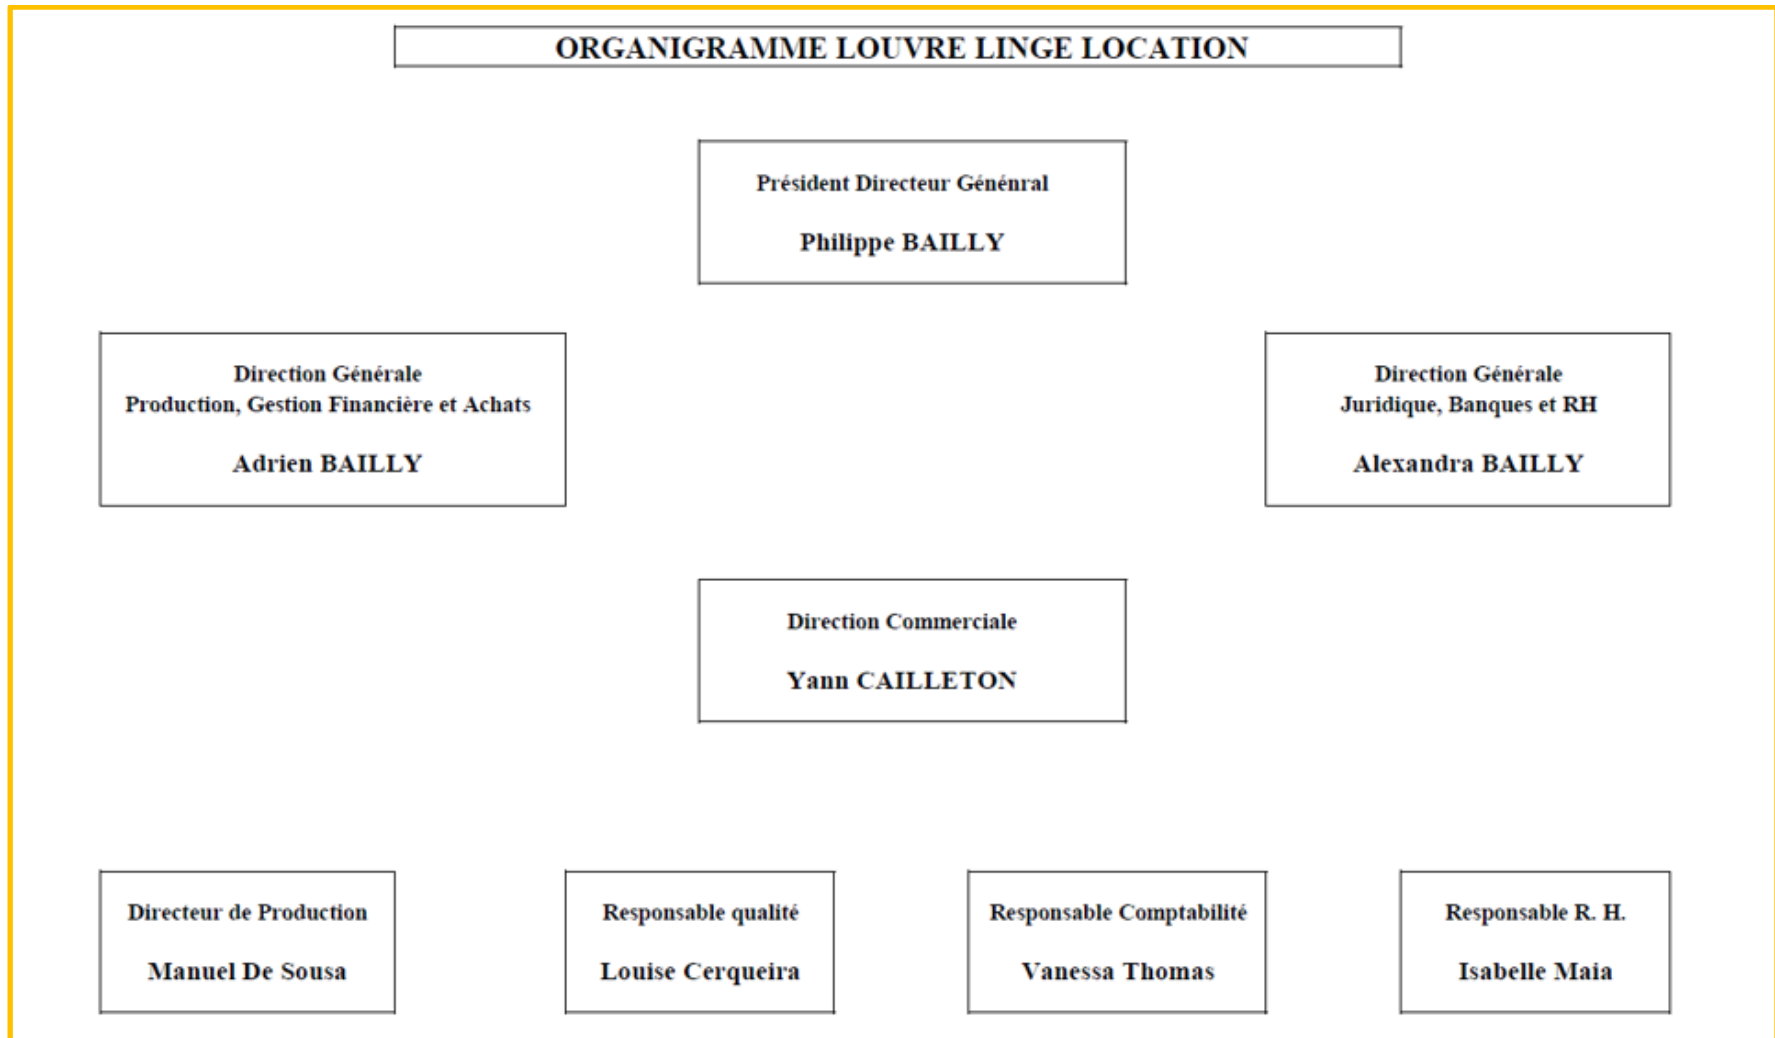 ORGANIGRAMME LOUVRE LINGE LOCATION
Président Directeur Génénral
Philippe BAILLY
Direction Générale
Production, Gestion Financière et Achats
Adrien BAILLY
Direction Générale
Juridique, Banques et RH
Alexandra BAILLY
Direction Commerciale
Yann CAILLETON
Directeur de Production
Manuel De Sousa
Responsable qualité
Louise Cerqueira
Responsable Comptabilité
Vanessa Thomas
Responsable R. H.
Isabelle Maia